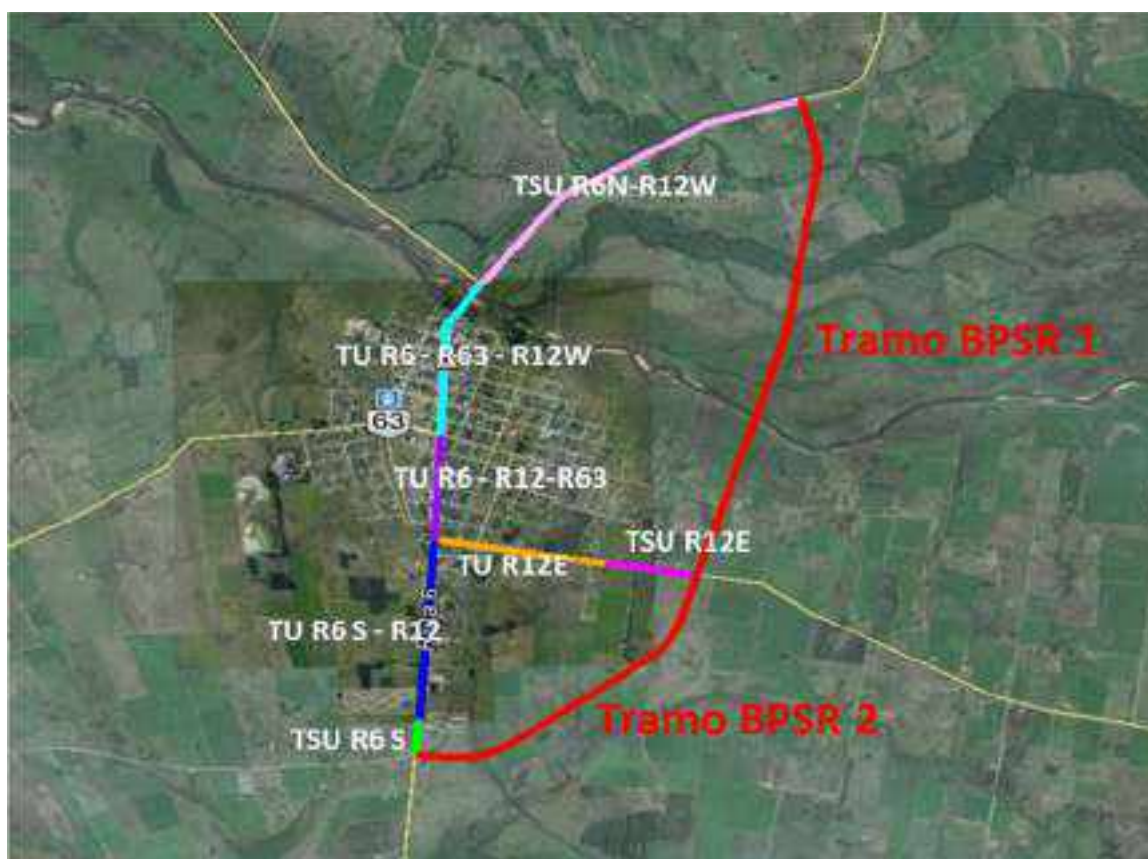 TSU R6N-R12W
Tramo BPSR 1
TU R6 - R63 - R12W
63
TU R6 - R12-R63
TSU R12E
TU R12E
TU R6 S - R12
Tramo BPSR 2
TSU R6 S